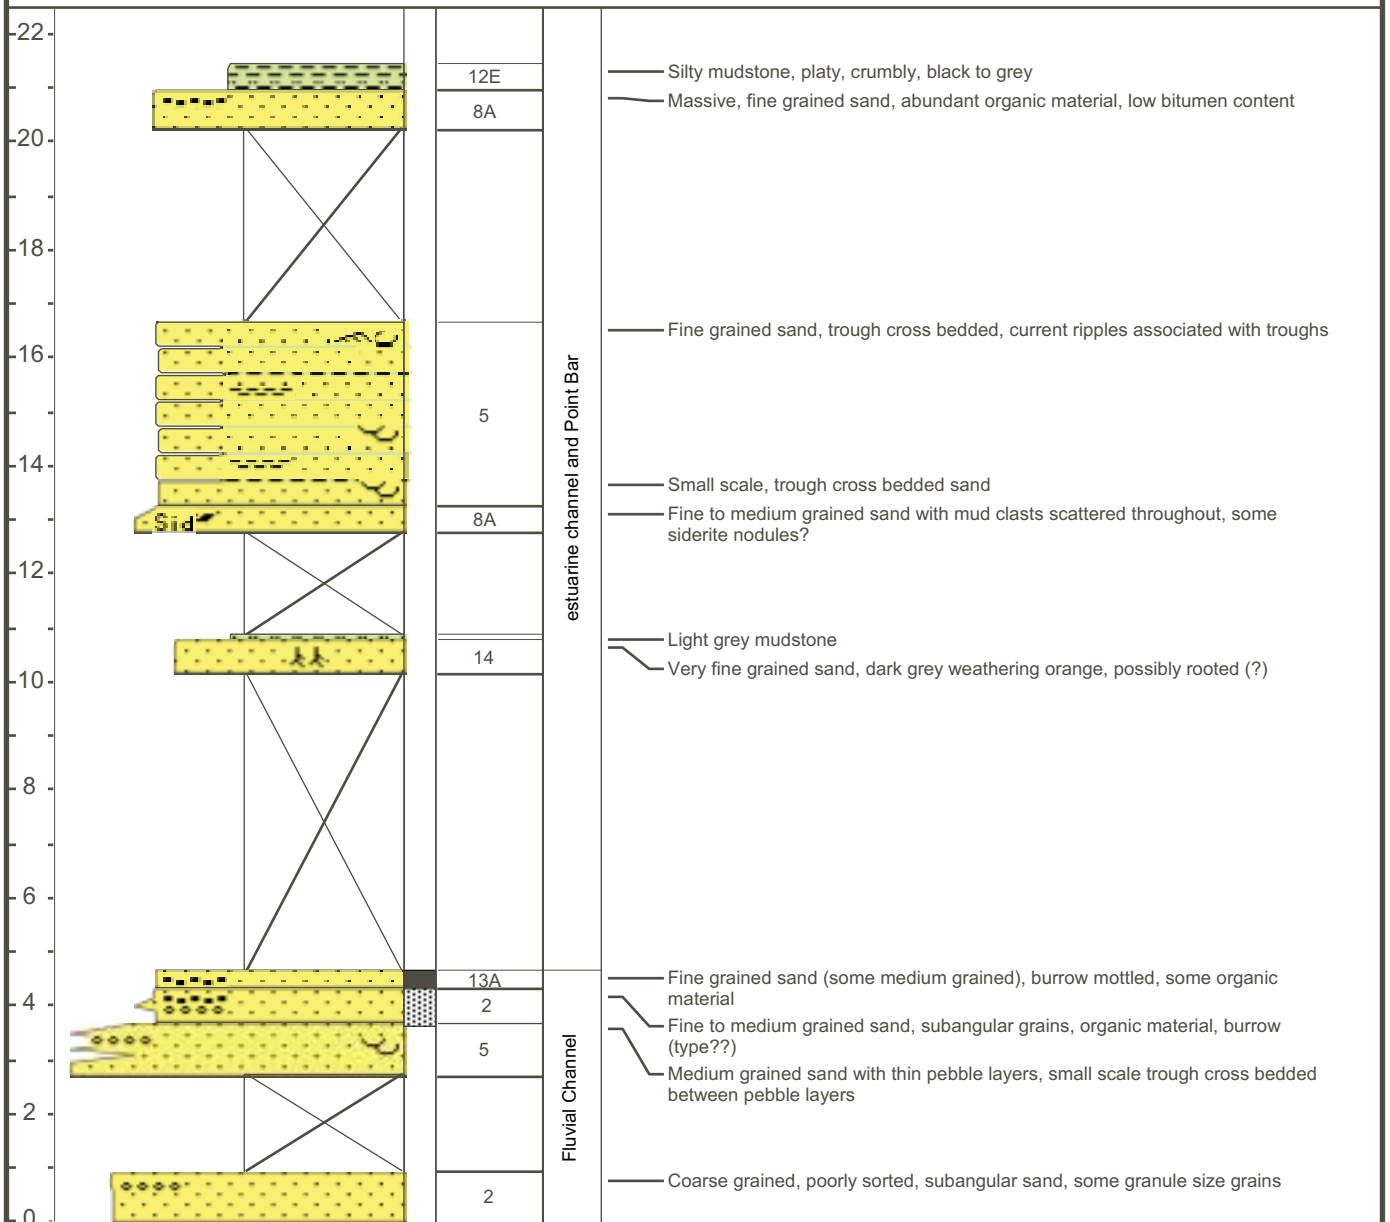 22
12E
Silty mudstone, platy, crumbly, black to grey
8A
Massive, fine grained sand, abundant organic material, low bitumen content
20
18
Fine grained sand, trough cross bedded, current ripples associated with troughs
16
estuarine channel and Point Bar
5
14
Small scale, trough cross bedded sand
Sid
8A
Fine to medium grained sand with mud clasts scattered throughout, some
siderite nodules?
12
Light grey mudstone
14
Very fine grained sand, dark grey weathering orange, possibly rooted (?)
10
8
6
13A
Fine grained sand (some medium grained), burrow mottled, some organic
material
4
2
Fine to medium grained sand, subangular grains, organic material, burrow
(type??)
5
Medium grained sand with thin pebble layers, small scale trough cross bedded
between pebble layers
Fluvial Channel
2
Coarse grained, poorly sorted, subangular sand, some granule size grains
2
0